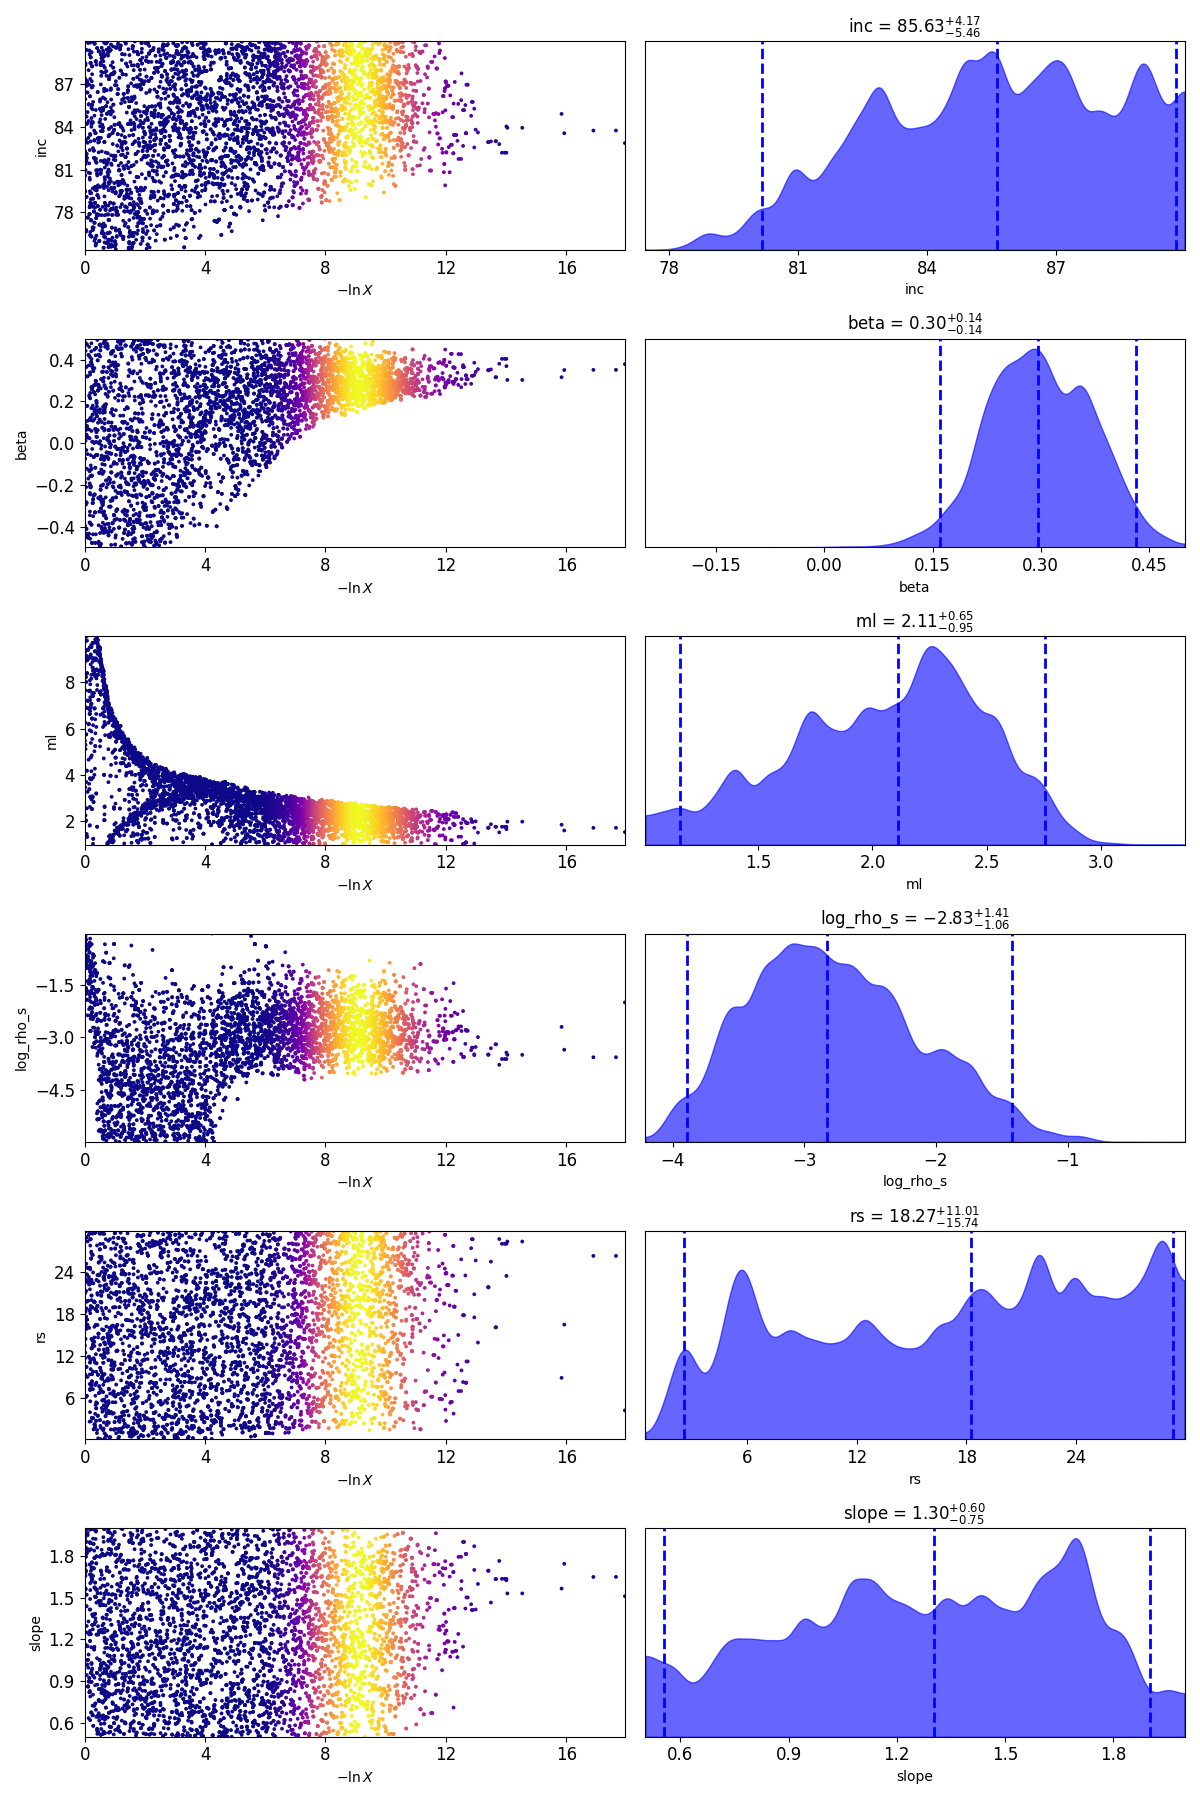 inc = 85.63+4.17−5.46
87
84
81
78
inc
0 4 8 12 16
−ln X
78 81 84 87
inc
beta = 0.30+0.14−0.14
0.4
0.2
0.0
−0.2
−0.4
beta
0 4 8 12 16
−ln X
−0.15 0.00 0.15 0.30 0.45
beta
ml = 2.11+0.65−0.95
8
6
4
2
ml
0 4 8 12 16
−ln X
1.5 2.0 2.5 3.0
ml
log_rho_s = −2.83+1.41−1.06
−1.5
−3.0
−4.5
log_rho_s
0 4 8 12 16
−ln X
−4 −3 −2 −1
log_rho_s
rs = 18.27+11.01−15.74
24
18
12
6
rs
0 4 8 12 16
−ln X
6 12 18 24
rs
slope = 1.30+0.60−0.75
1.8
1.5
1.2
0.9
0.6
slope
0 4 8 12 16
−ln X
0.6 0.9 1.2 1.5 1.8
slope